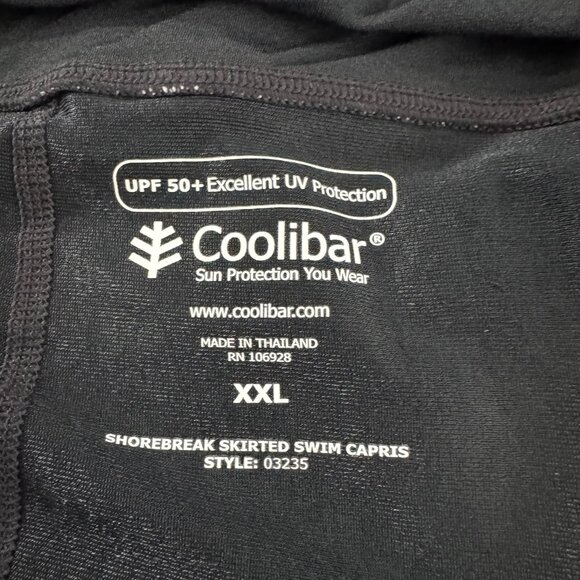 UPF 50+ Excellent UV Protection
Coolibar®
Sun Protection You Wear
www.coolibar.com
MADE IN THAILAND
RN 106928
XXL
SHOREBREAK SKIRTED SWIM CAPRIS
STYLE: 03235